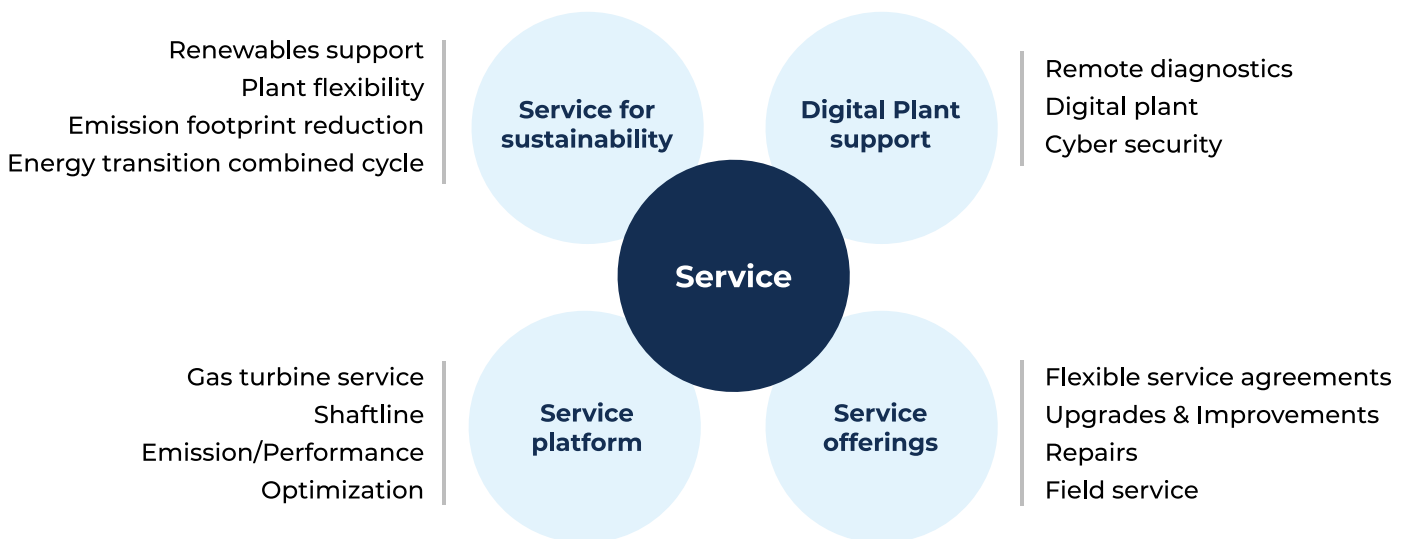 Renewables support
Plant flexibility
Emission footprint reduction
Energy transition combined cycle
Service for
sustainability
Digital Plant
support
Remote diagnostics
Digital plant
Cyber security
Service
Gas turbine service
Shaftline
Emission/Performance
Optimization
Service
platform
Service
offerings
Flexible service agreements
Upgrades & Improvements
Repairs
Field service